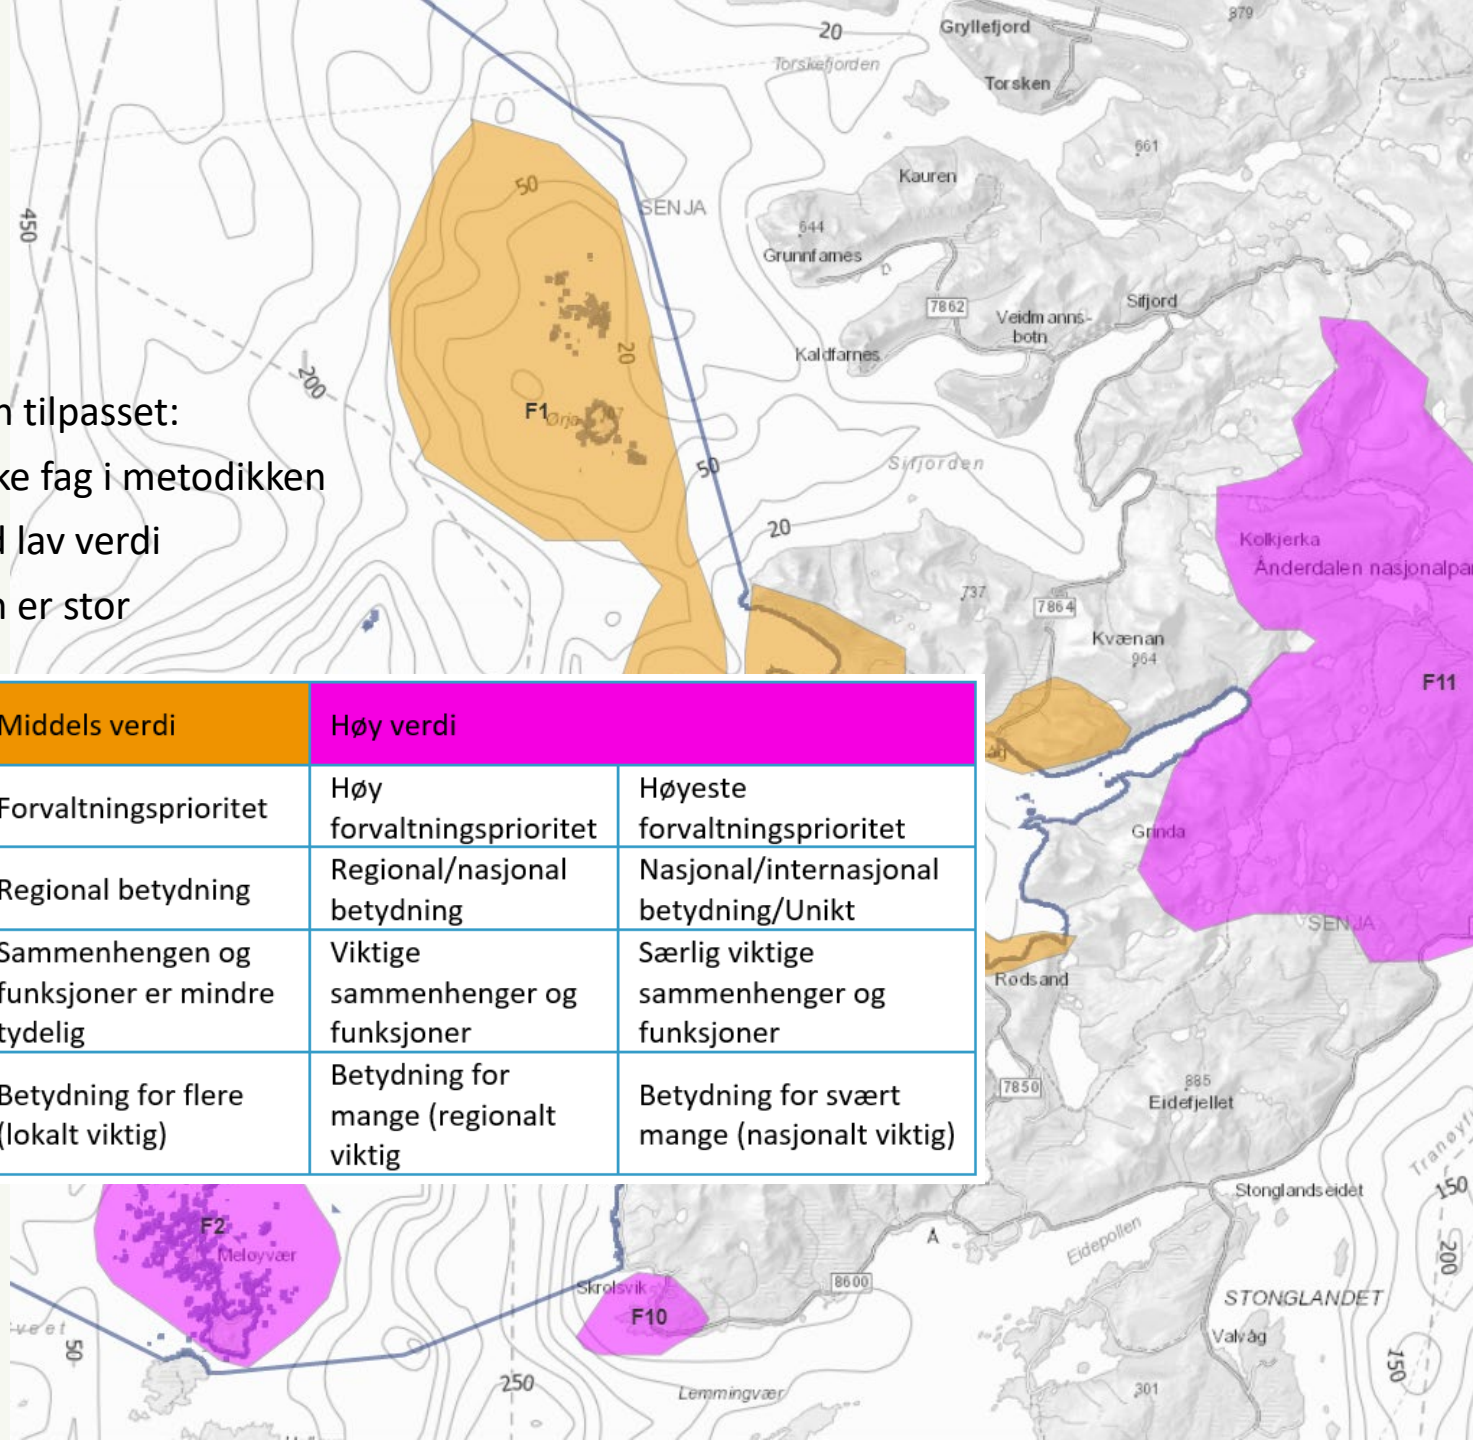 20
Gryllefjord
879
Torskefjorden
Torsken
661
50
Kauren
SENJA
450
644
Grunnfarnes
7862
Sifjord
Veidmanns-
botn
20
Kaldfarnes
200
tilpasset:
F1
50
Sifjorden
fag i metodikken
20
Kolkjerka
lav verdi
Ånderdalen
737
7864
er stor
Kvænan
964
F11
Middels verdi
Høy verdi
Forvaltningsprioritet
Høy
forvaltningsprioritet
Høyeste
forvaltningsprioritet
Grinda
Regional betydning
Regional/nasjonal
betydning
Nasjonal/internasjonal
betydning/Unikt
SENJA
Sammenhengen og
funksjoner er mindre
tydelig
Viktige
sammenhenger og
funksjoner
Særlig viktige
sammenhenger og
funksjoner
Rødsand
7850
885
Eidefjellet
Betydning for flere
(lokalt viktig)
Betydning for
mange (regionalt
viktig
Betydning for svært
mange (nasjonalt viktig)
Stonglandseidet
150
F2
Meløyvær
Å
Eidepollen
200
Skrolsvik
8600
F10
STONGLANDET
Valvåg
50
150
250
Lemmingvær
301